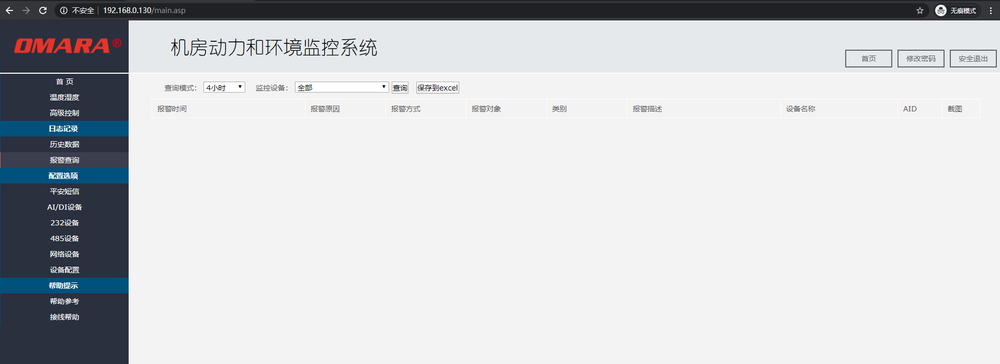 不安全 192.168.0.130/main.asp 无痕模式
OMARA®
机房动力和环境监控系统
首页 修改密码 安全退出
首 页
温度湿度
高级控制
日志记录
历史数据
报警查询
配置选项
平安短信
AI/DI设备
232设备
485设备
网络设备
设备配置
帮助提示
帮助参考
接线帮助
查询模式： 4小时 监控设备： 全部 查询 保存到excel
报警时间 报警原因 报警方式 报警对象 类别 报警描述 设备名称 AID 截图